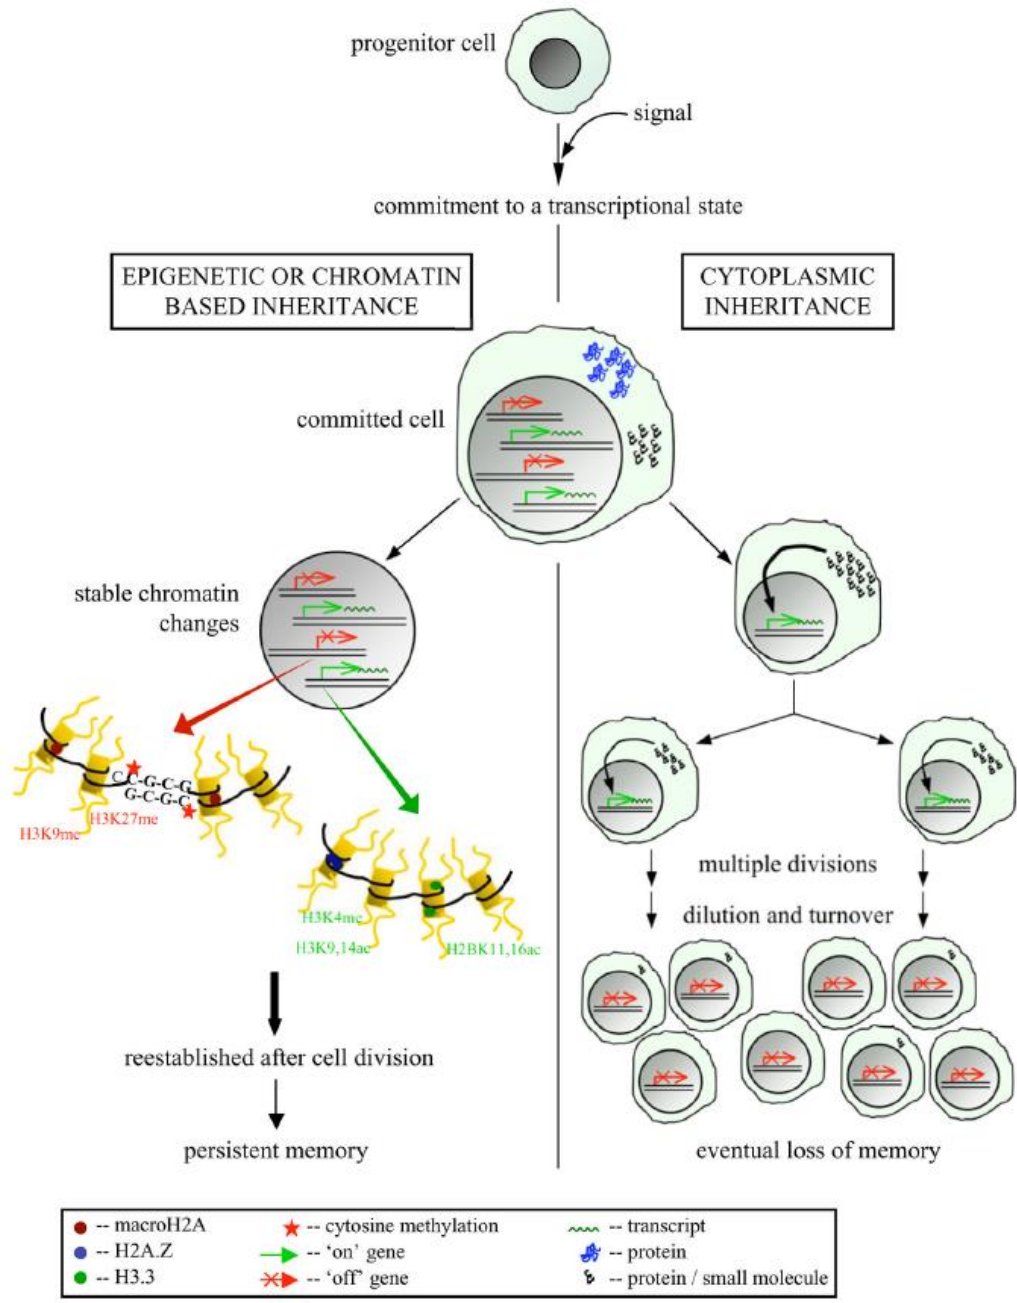 progenitor cell
signal
commitment to a transcriptional state
EPIGENETIC OR CHROMATIN
BASED INHERITANCE
CYTOPLASMIC
INHERITANCE
committed cell
stable chromatin
changes
C C-G-C-G
G-C-G-C
H3K9me
H3K27me
H3K4me
H3K9,14ac
H2BK11,16ac
multiple divisions
dilution and turnover
reestablished after cell division
persistent memory
eventual loss of memory
-- macroH2A
-- H2A.Z
-- H3.3
-- cytosine methylation
-- ‘on’ gene
-- ‘off’ gene
-- transcript
-- protein
-- protein / small molecule